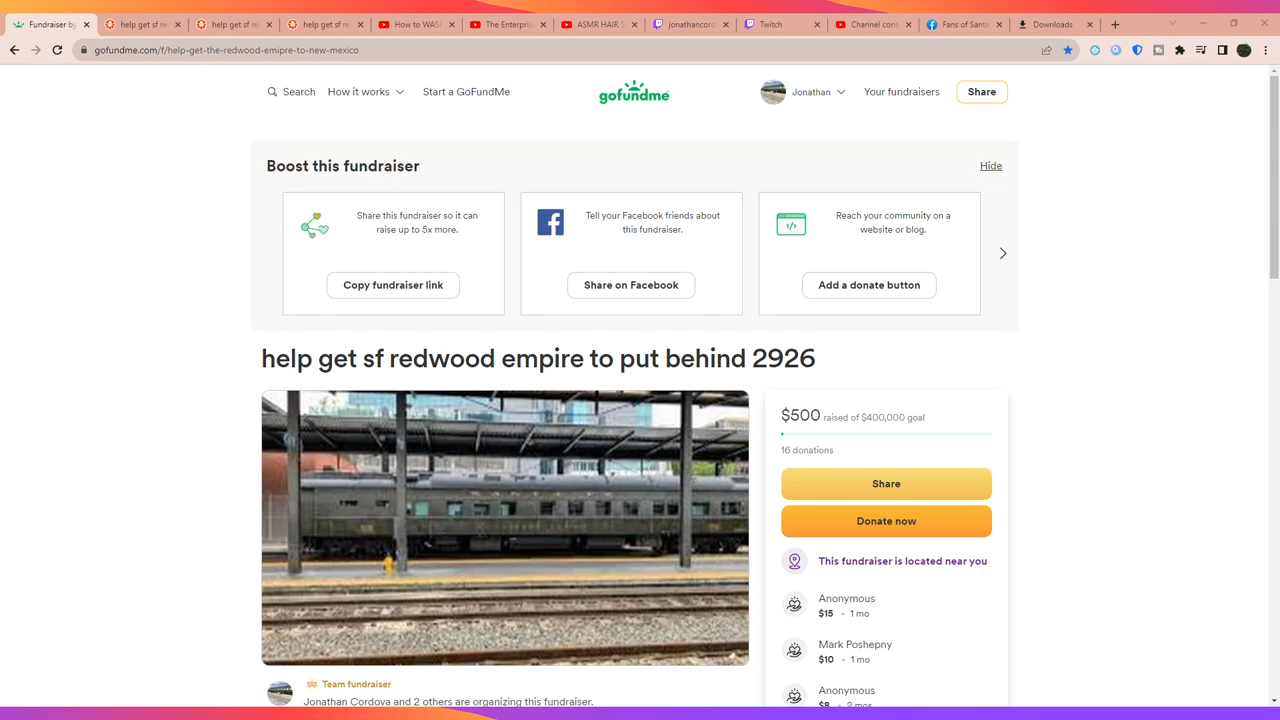 Fundraiser by
help get sf re
help get sf re
help get sf re
How to WASH
The Enterpris
ASMR HAIR S
jonathancord
Twitch
Channel cont
Fans of Santa
Downloads
gofundme.com/f/help-get-the-redwood-emipre-to-new-mexico
Search
How it works
Start a GoFundMe
gofundme
Jonathan
Your fundraisers
Share
Boost this fundraiser
Hide
Share this fundraiser so it can
raise up to 5x more.
Copy fundraiser link
Tell your Facebook friends about
this fundraiser.
Share on Facebook
Reach your community on a
website or blog.
Add a donate button
help get sf redwood empire to put behind 2926
$500 raised of $400,000 goal
16 donations
Share
Donate now
This fundraiser is located near you
Anonymous
$15 • 1 mo
Mark Poshepny
$10 • 1 mo
Anonymous
$8 • 2 mos
Team fundraiser
Jonathan Cordova and 2 others are organizing this fundraiser.